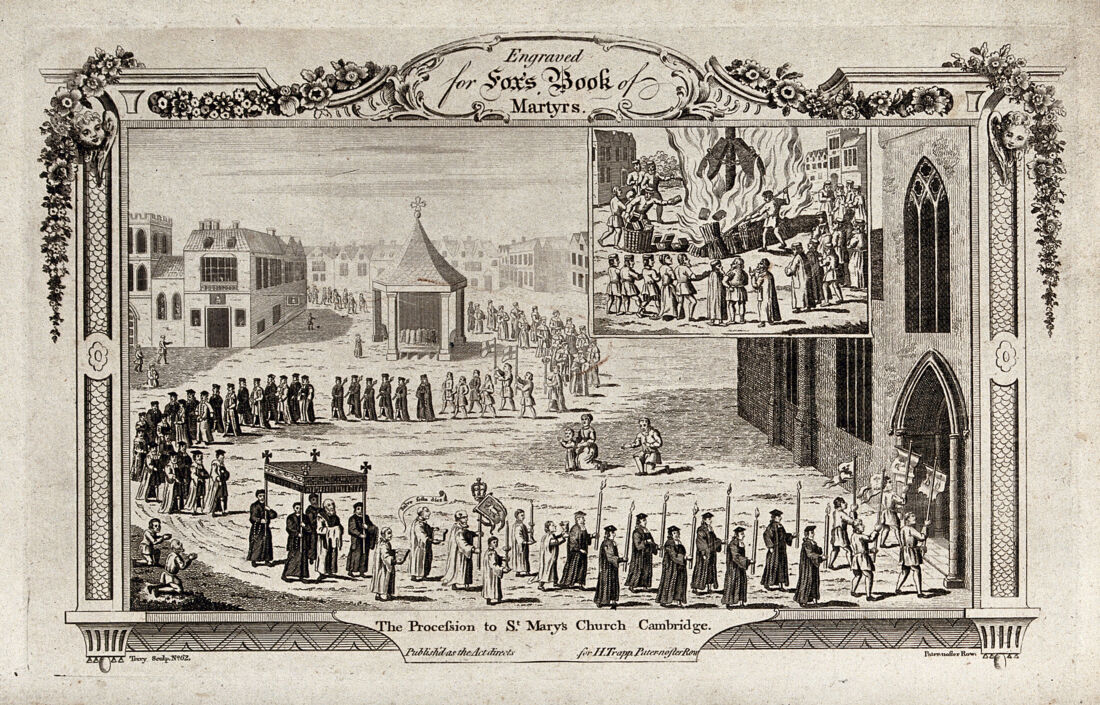 Engraved
for Fox's Book of
Martyrs.
The Proceſsion to St. Mary's Church Cambridge.
Publish'd as the Act directs for H. Trapp, Paternoſter Row
Terry Sculp. No. 62.
Paternoſter Row.